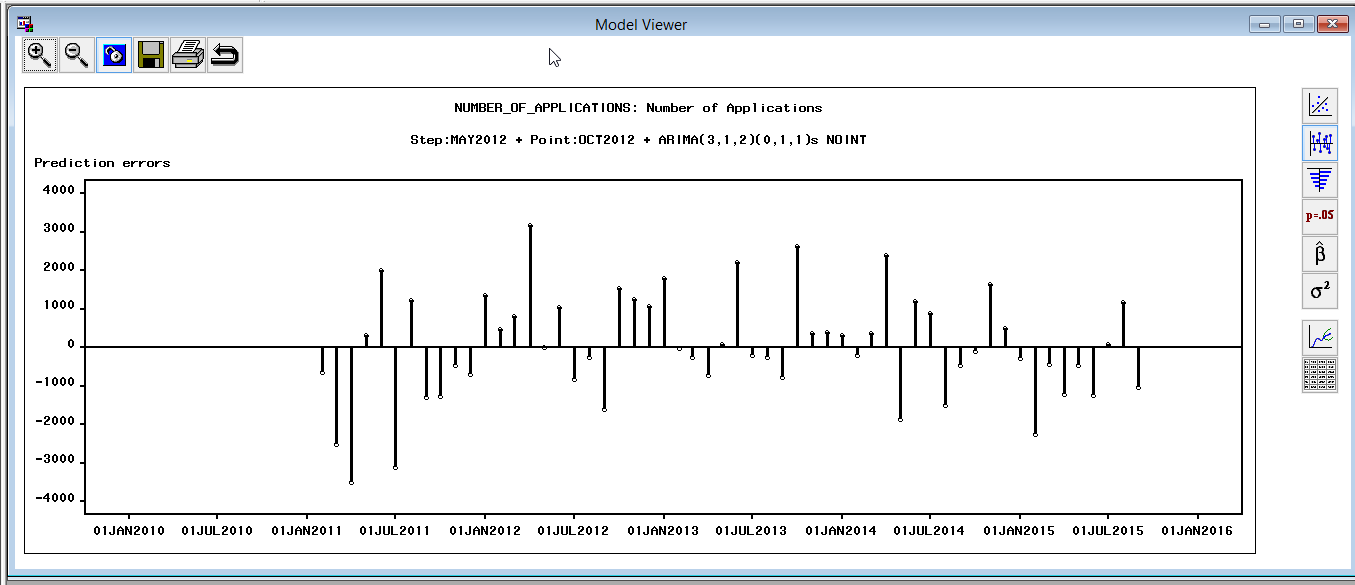 Model Viewer
NUMBER_OF_APPLICATIONS: Number of Applications
Step:MAY2012 + Point:OCT2012 + ARIMA(3,1,2)(0,1,1)s NOINT
Prediction errors
4000
3000
2000
1000
0
-1000
-2000
-3000
-4000
01JAN2010 01JUL2010 01JAN2011 01JUL2011 01JAN2012 01JUL2012 01JAN2013 01JUL2013 01JAN2014 01JUL2014 01JAN2015 01JUL2015 01JAN2016
p=.05
β̂
σ²